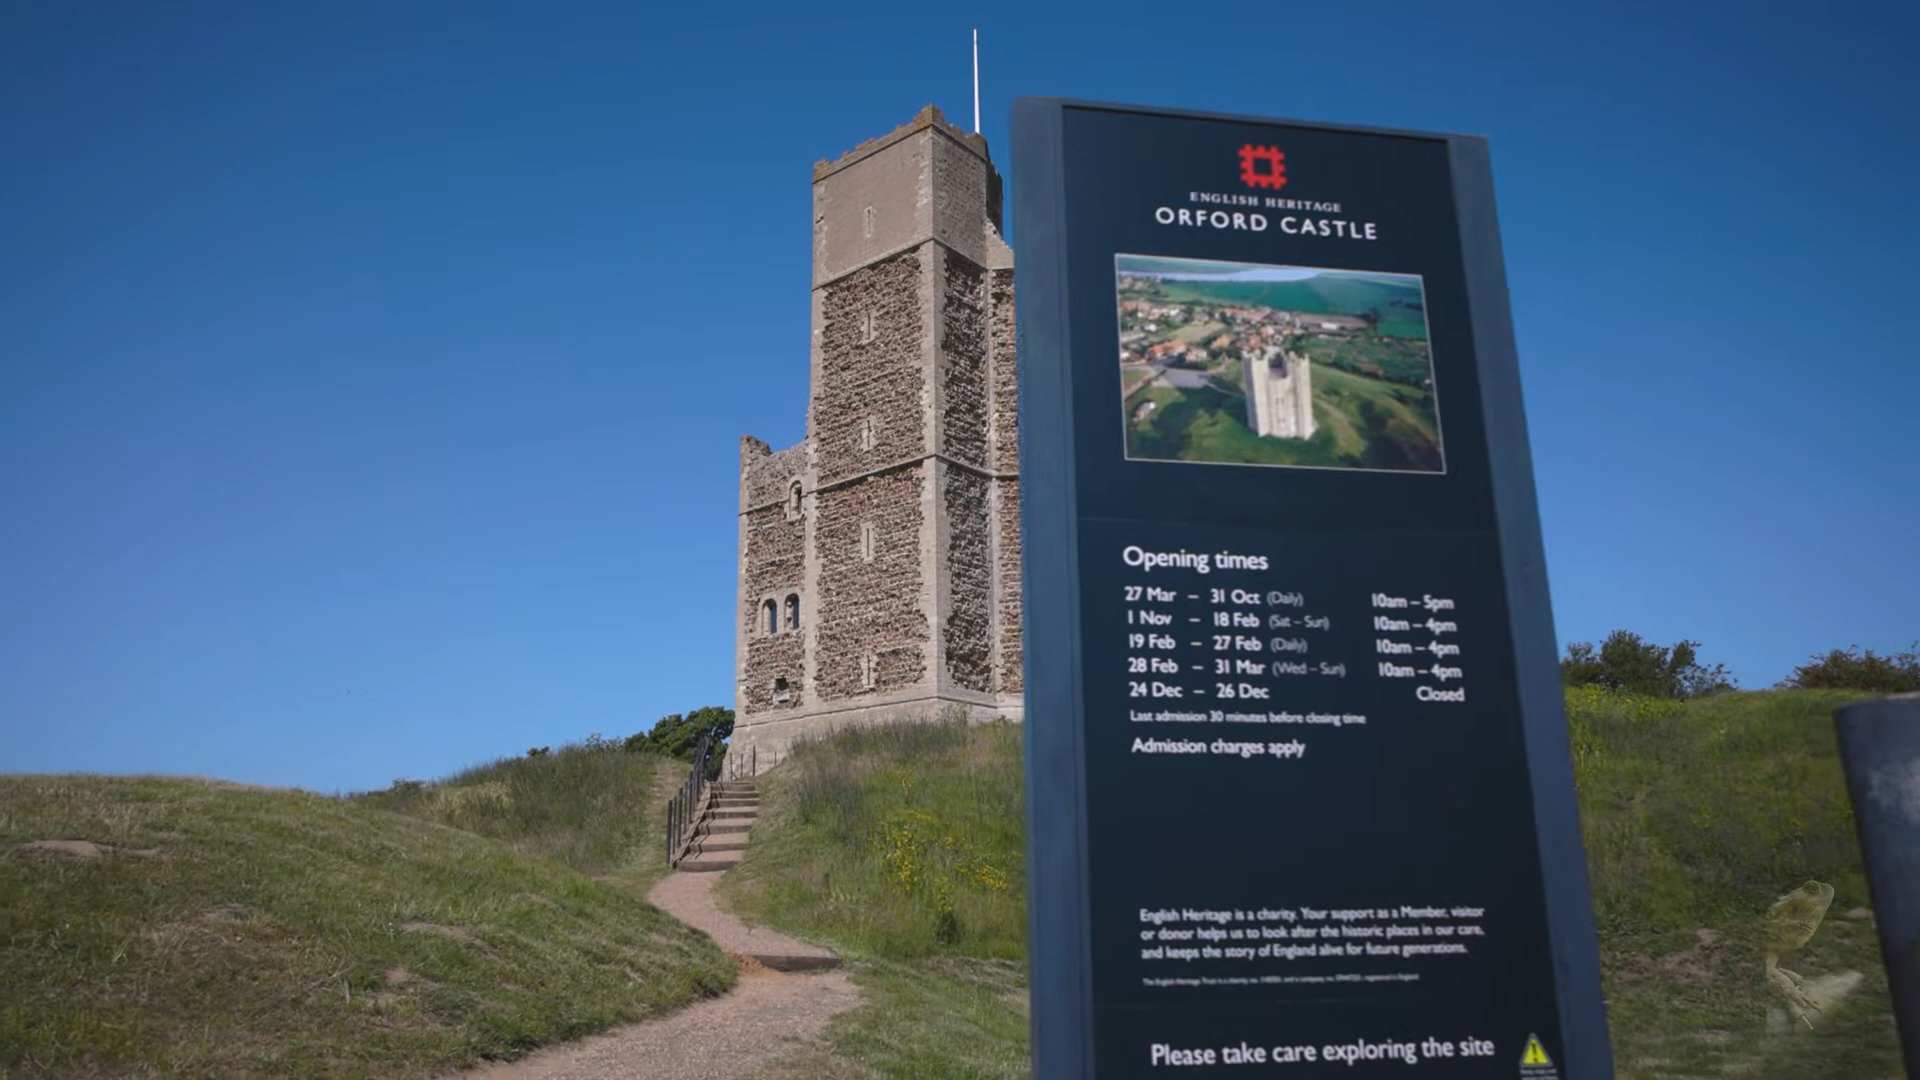 ENGLISH HERITAGE
ORFORD CASTLE
Opening times
27 Mar – 31 Oct (Daily) 10am – 5pm
1 Nov – 18 Feb (Sat – Sun) 10am – 4pm
19 Feb – 27 Feb (Daily) 10am – 4pm
28 Feb – 31 Mar (Wed – Sun) 10am – 4pm
24 Dec – 26 Dec Closed
Last admission 30 minutes before closing time
Admission charges apply
English Heritage is a charity. Your support as a Member, visitor
or donor helps us to look after the historic places in our care,
and keeps the story of England alive for future generations.
Please take care exploring the site